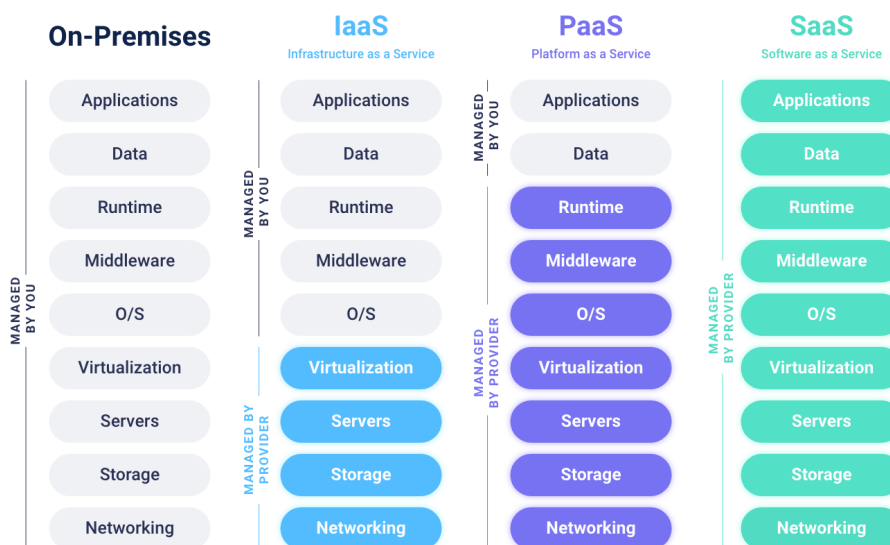 On-Premises
MANAGED
BY YOU
Applications
Data
Runtime
Middleware
O/S
Virtualization
Servers
Storage
Networking
IaaS
Infrastructure as a Service
MANAGED
BY YOU
Applications
Data
Runtime
Middleware
O/S
MANAGED BY
PROVIDER
Virtualization
Servers
Storage
Networking
PaaS
Platform as a Service
MANAGED
BY YOU
Applications
Data
MANAGED
BY PROVIDER
Runtime
Middleware
O/S
Virtualization
Servers
Storage
Networking
SaaS
Software as a Service
MANAGED
BY PROVIDER
Applications
Data
Runtime
Middleware
O/S
Virtualization
Servers
Storage
Networking